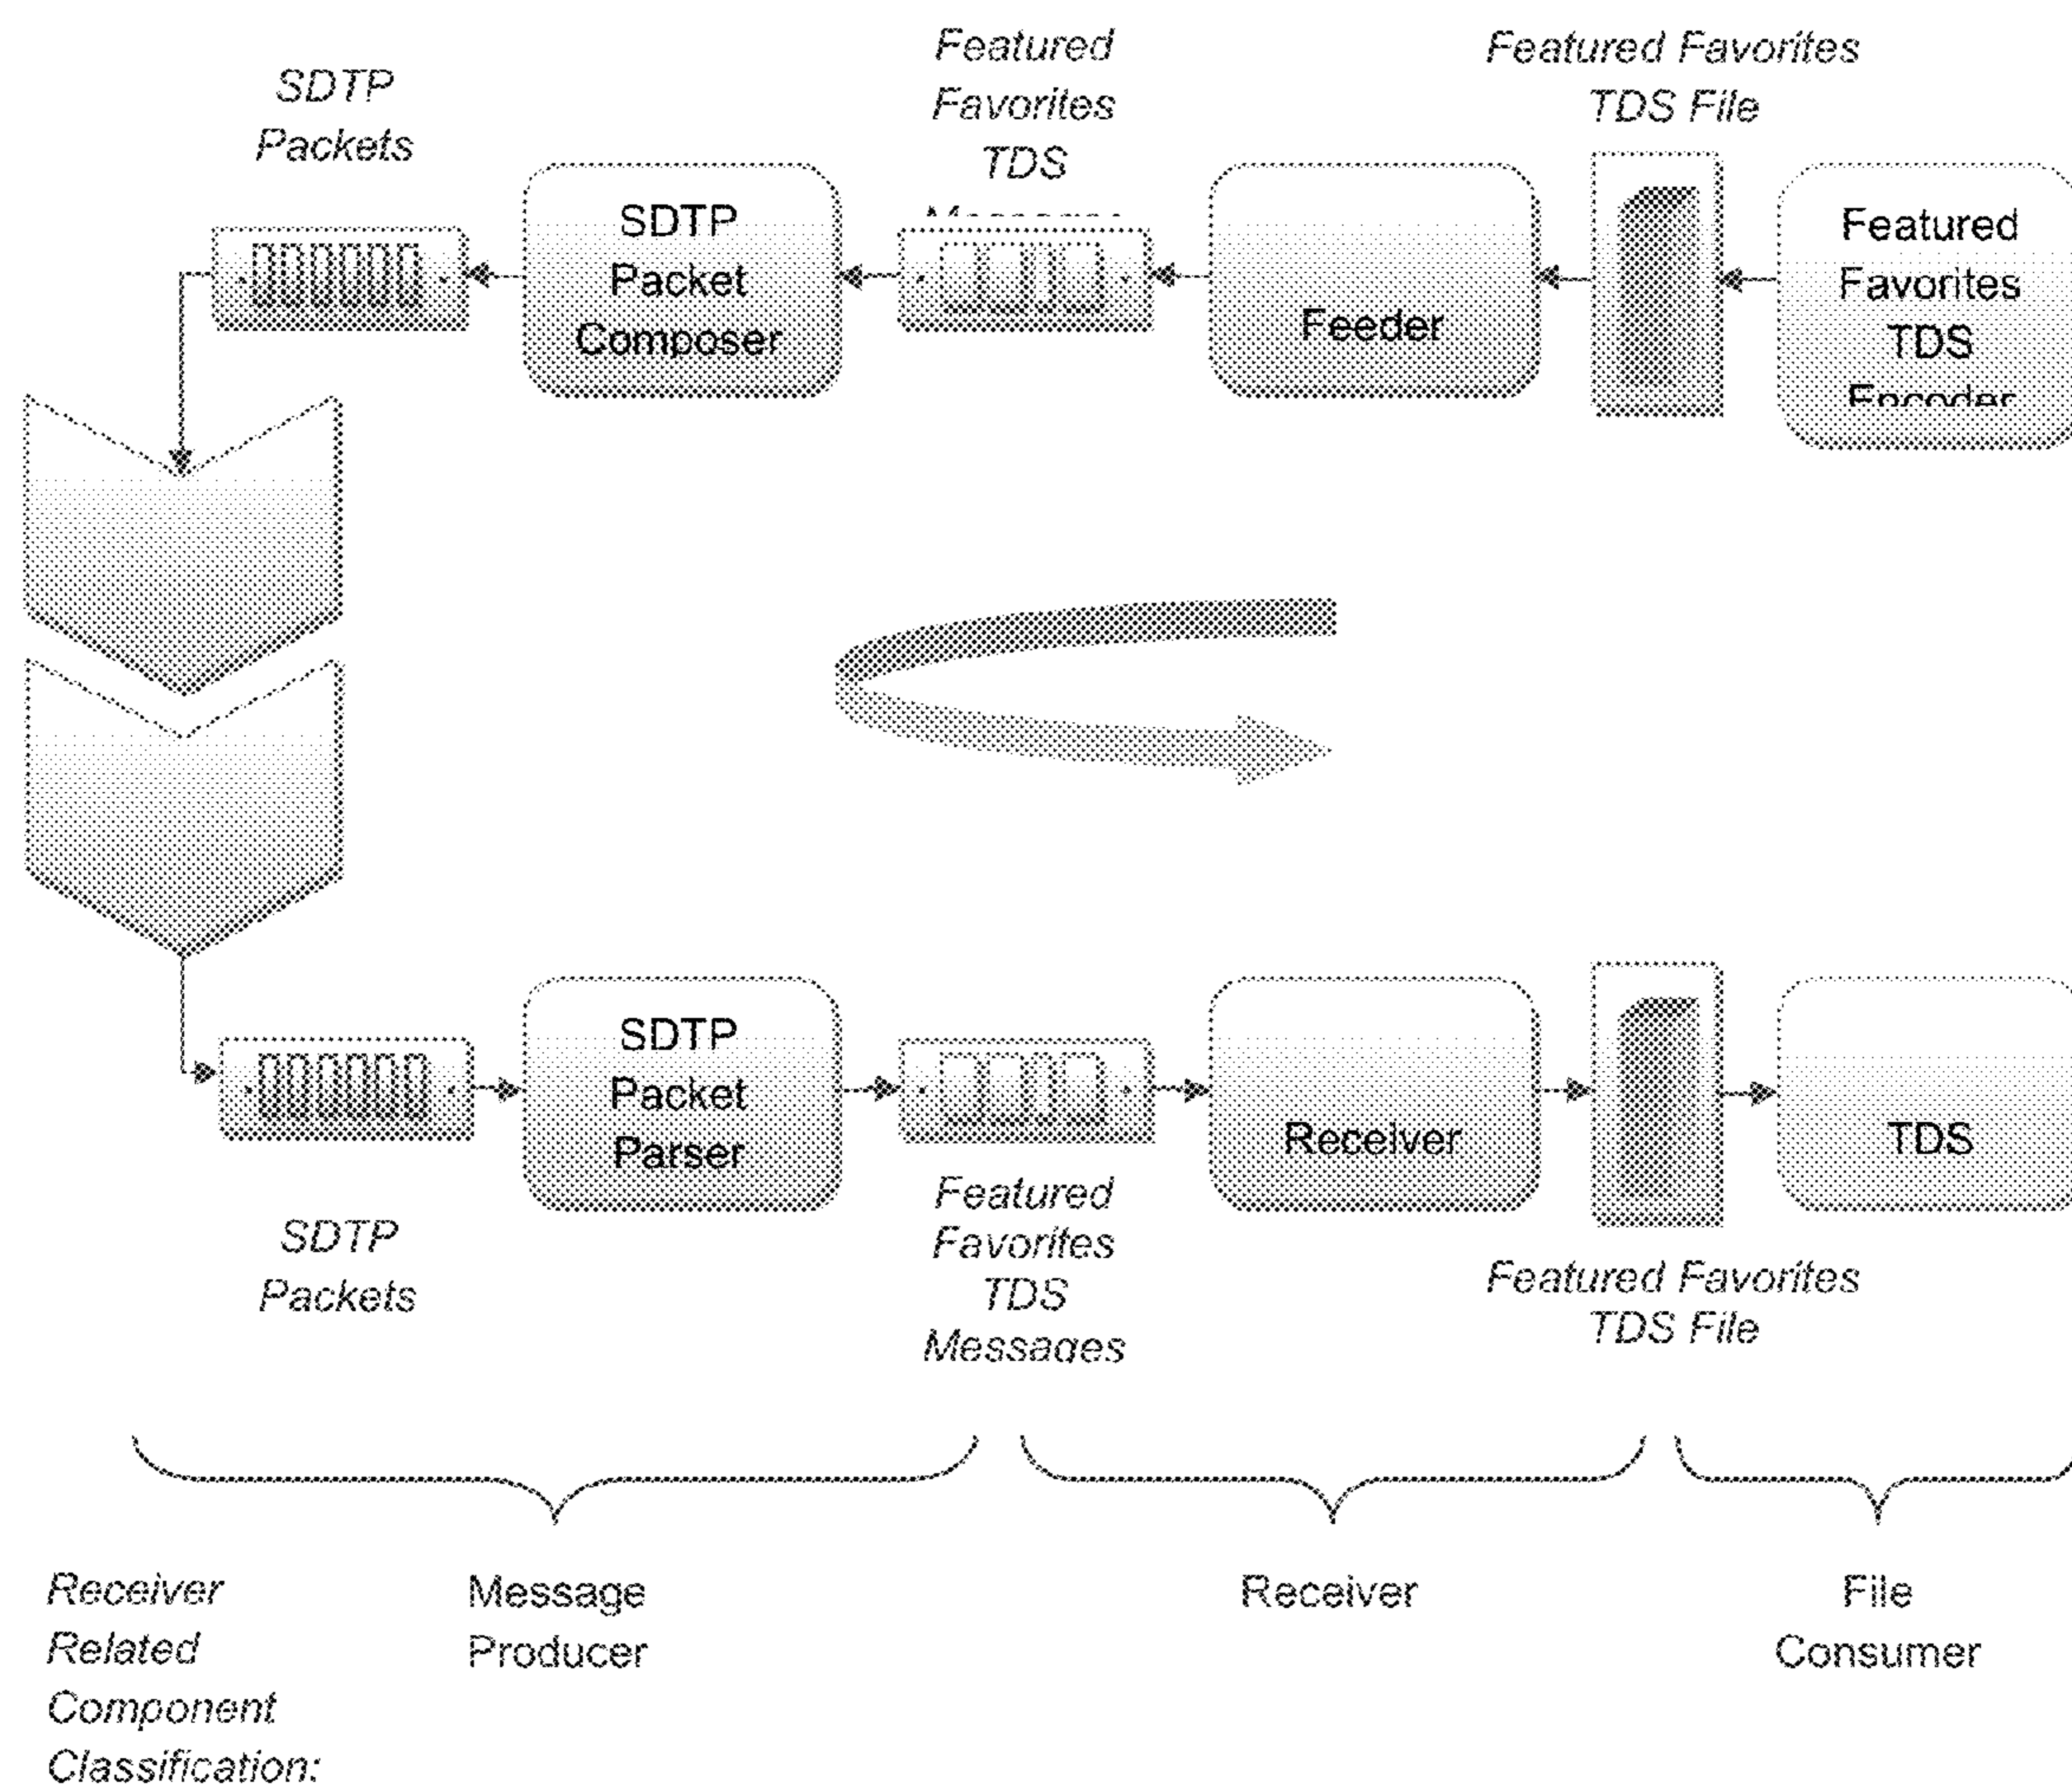 SDTP
Packets
Featured
Favorites
TDS
Messages
Featured Favorites
TDS File
SDTP
Packet
Composer
Feeder
Featured
Favorites
TDS
Encoder
SDTP
Packet
Parser
Receiver
TDS
SDTP
Packets
Featured
Favorites
TDS
Messages
Featured Favorites
TDS File
Receiver
Related
Component
Classification:
Message
Producer
Receiver
File
Consumer